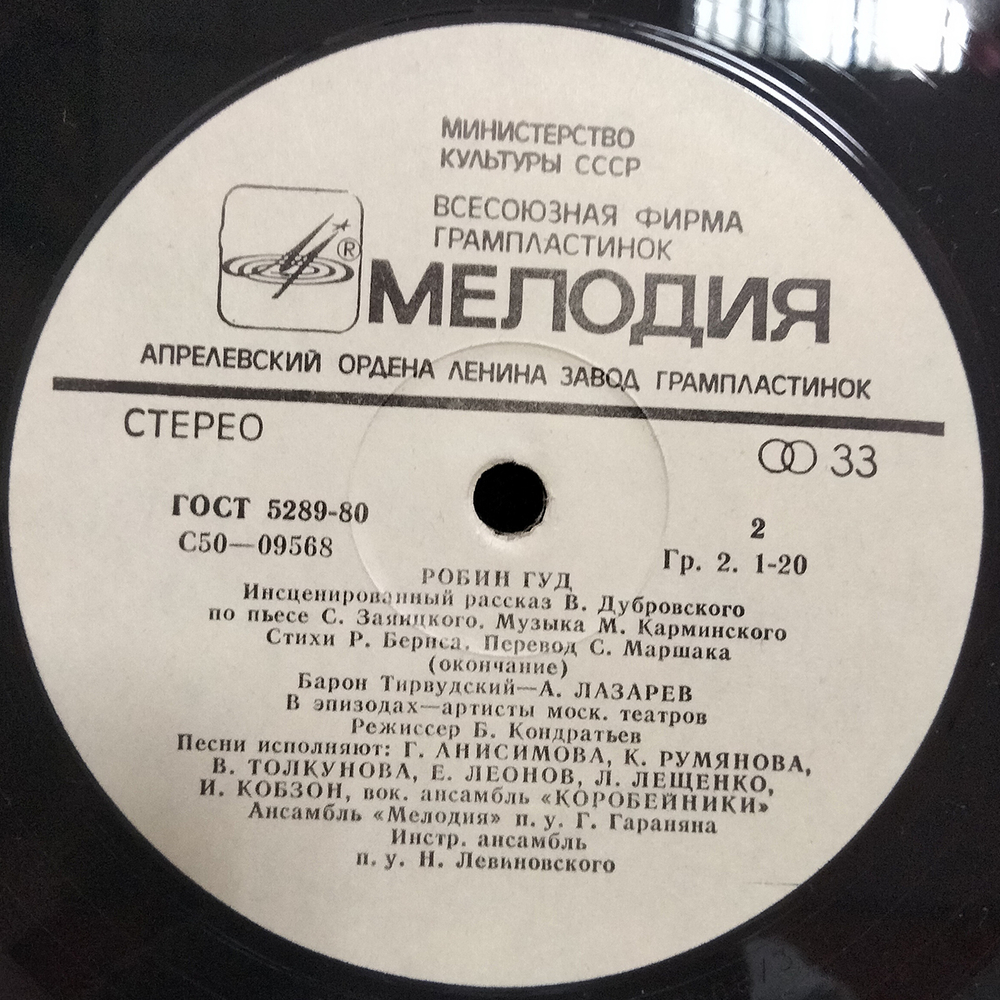 МИНИСТЕРСТВО
КУЛЬТУРЫ СССР
ВСЕСОЮЗНАЯ ФИРМА
ГРАМПЛАСТИНОК
®
МЕЛОДИЯ
АПРЕЛЕВСКИЙ ОРДЕНА ЛЕНИНА ЗАВОД ГРАМПЛАСТИНОК
СТЕРЕО
33
ГОСТ 5289-80
С50—09568
2
Гр. 2. 1-20
РОБИН ГУД
Инсценированный рассказ В. Дубровского
по пьесе С. Заяицкого. Музыка М. Карминского
Стихи Р. Бернса. Перевод С. Маршака
(окончание)
Барон Тирвудский—А. ЛАЗАРЕВ
В эпизодах—артисты моск. театров
Режиссер Б. Кондратьев
Песни исполняют: Г. АНИСИМОВА, К. РУМЯНОВА,
В. ТОЛКУНОВА, Е. ЛЕОНОВ, Л. ЛЕЩЕНКО,
И. КОБЗОН, вок. ансамбль «КОРОБЕЙНИКИ»
Ансамбль «Мелодия» п. у. Г. Гараняна
Инстр. ансамбль
п. у. Н. Левиновского